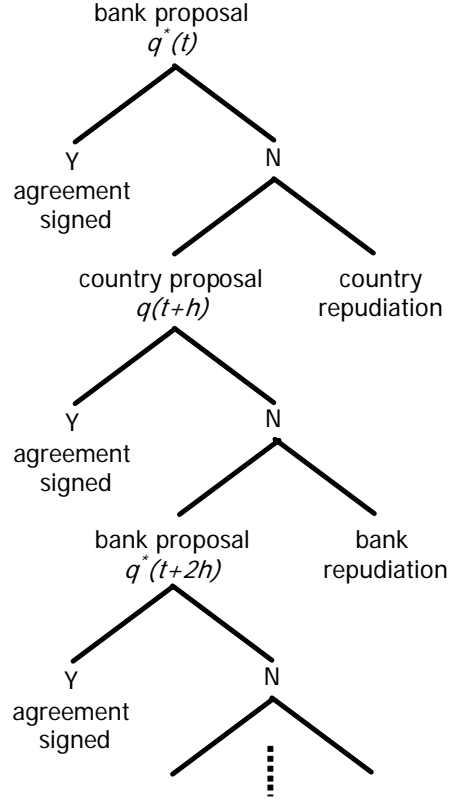 bank proposal
q*(t)
Y
N
agreement
signed
country proposal
q(t+h)
country
repudiation
Y
N
agreement
signed
bank proposal
q*(t+2h)
bank
repudiation
Y
N
agreement
signed